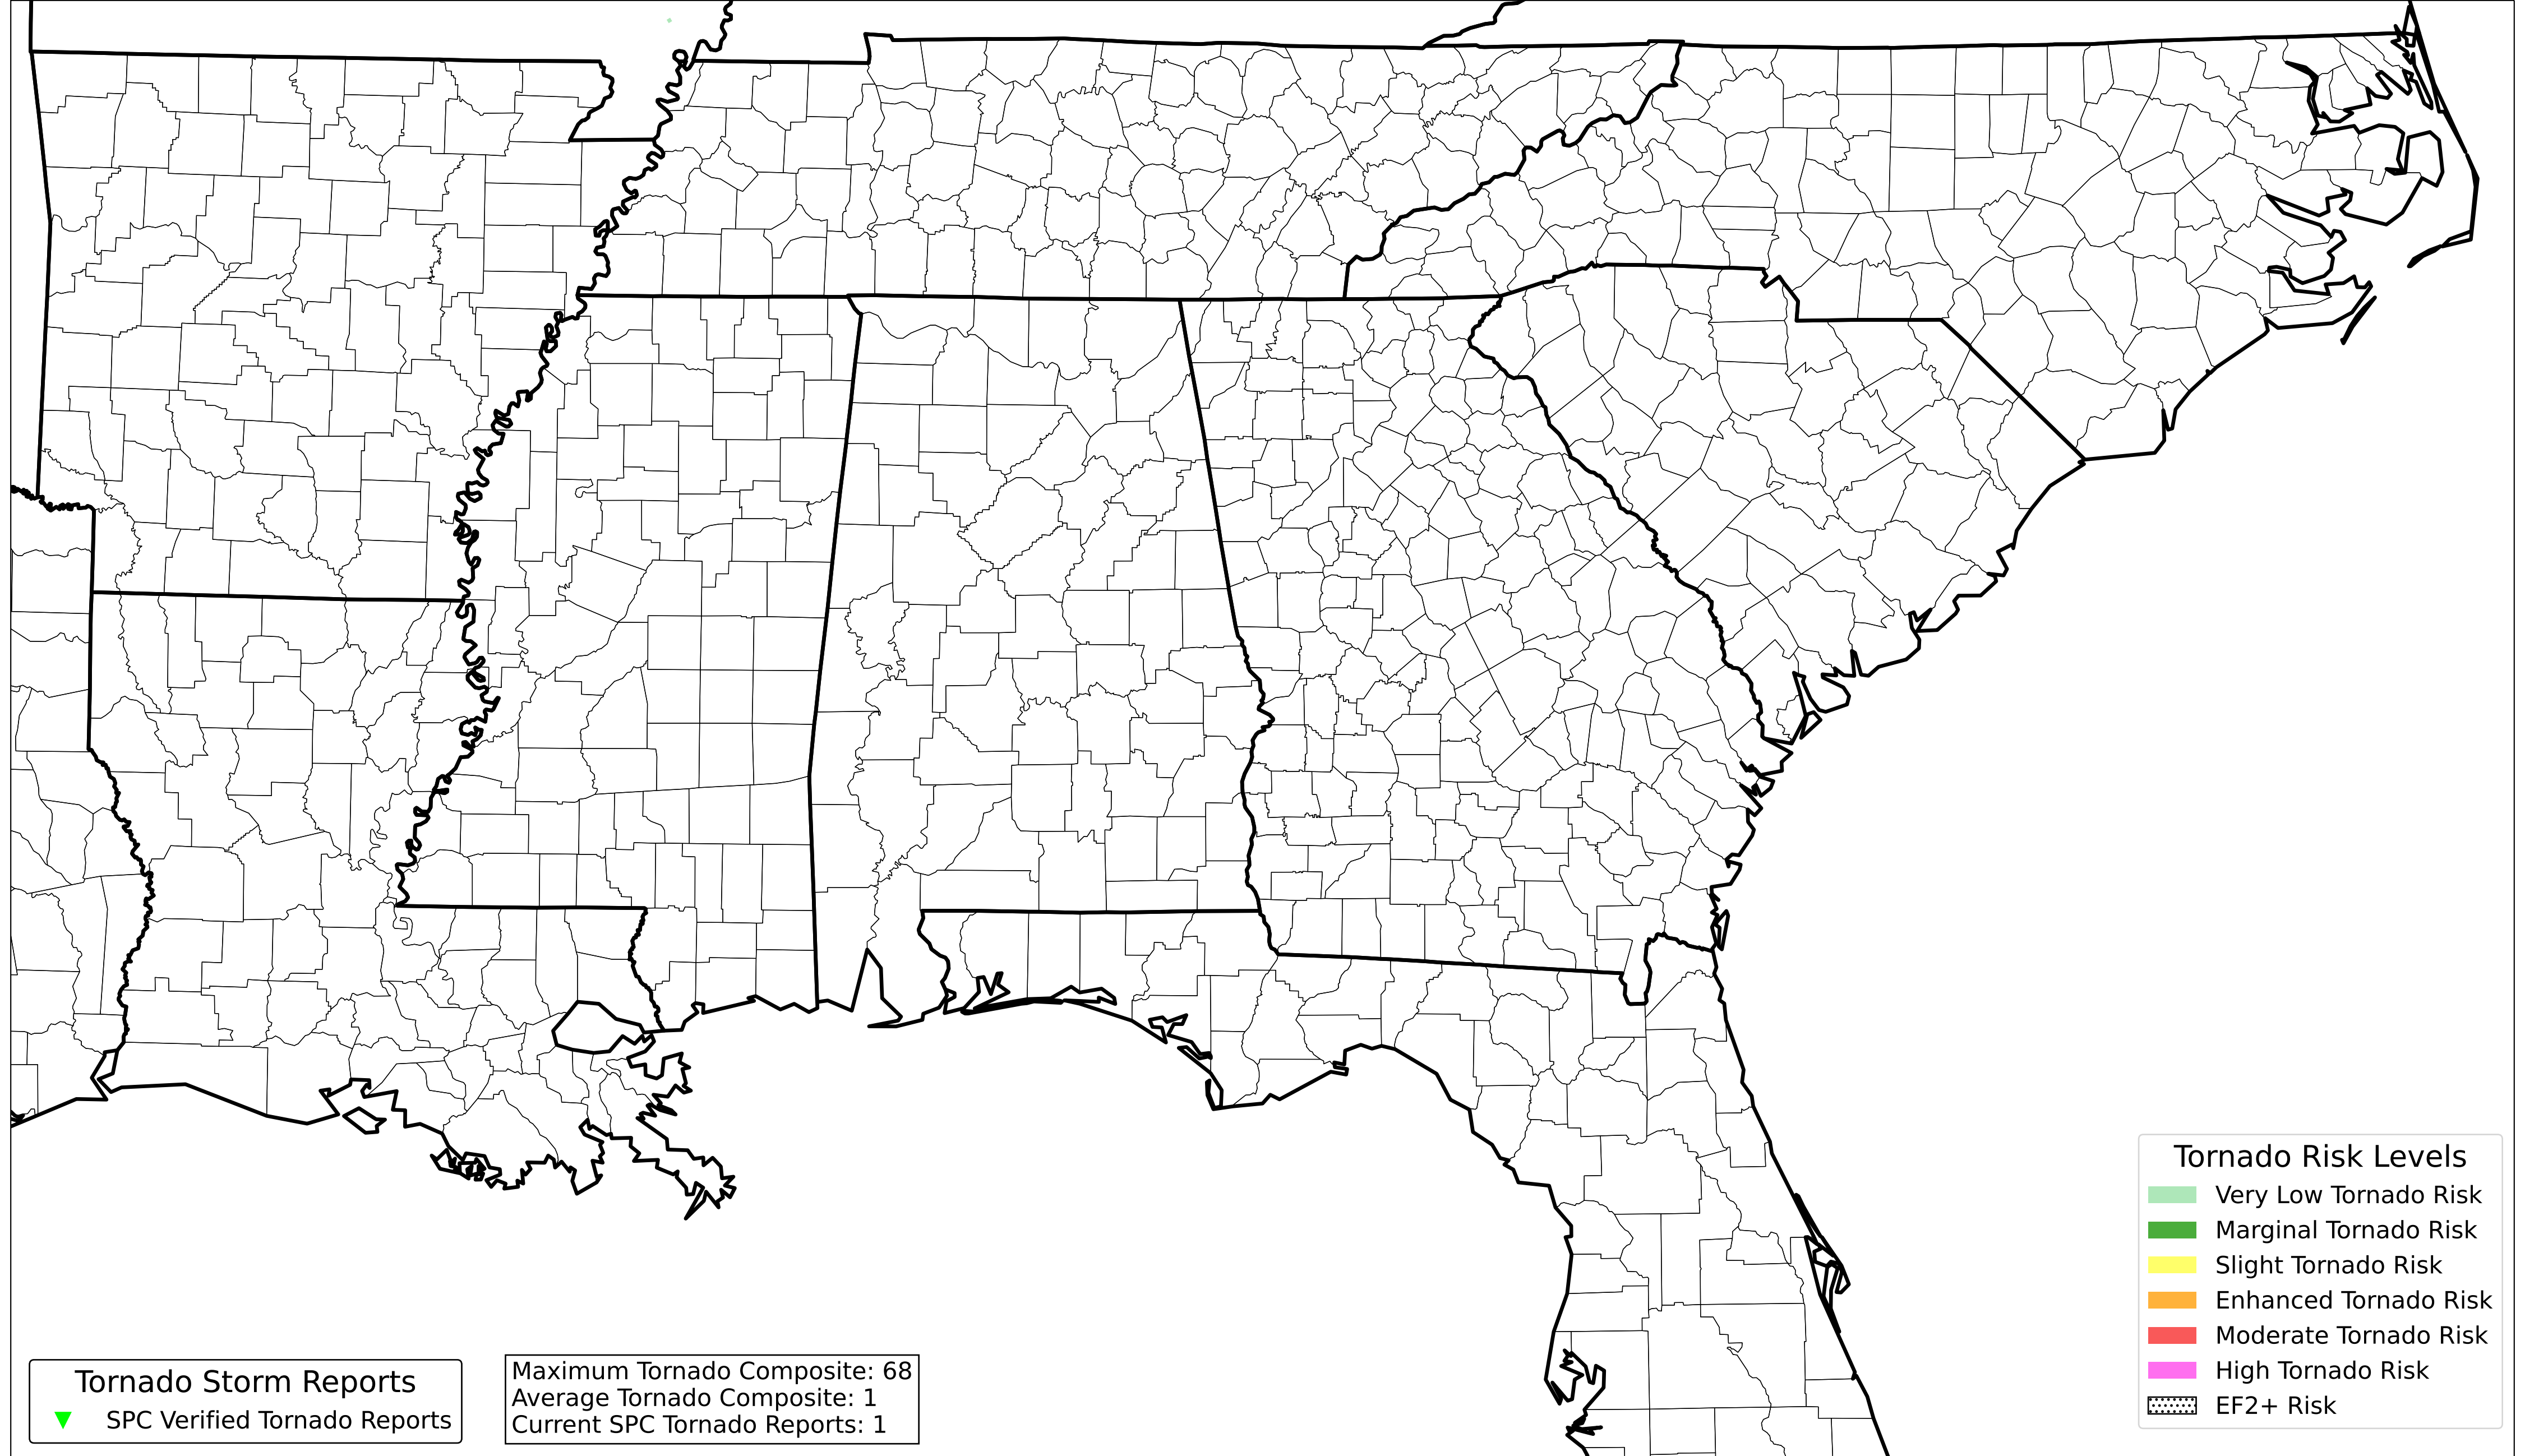 Tornado Risk Levels
Very Low Tornado Risk
Marginal Tornado Risk
Slight Tornado Risk
Enhanced Tornado Risk
Moderate Tornado Risk
High Tornado Risk
EF2+ Risk
Tornado Storm Reports
SPC Verified Tornado Reports
Maximum Tornado Composite: 68
Average Tornado Composite: 1
Current SPC Tornado Reports: 1